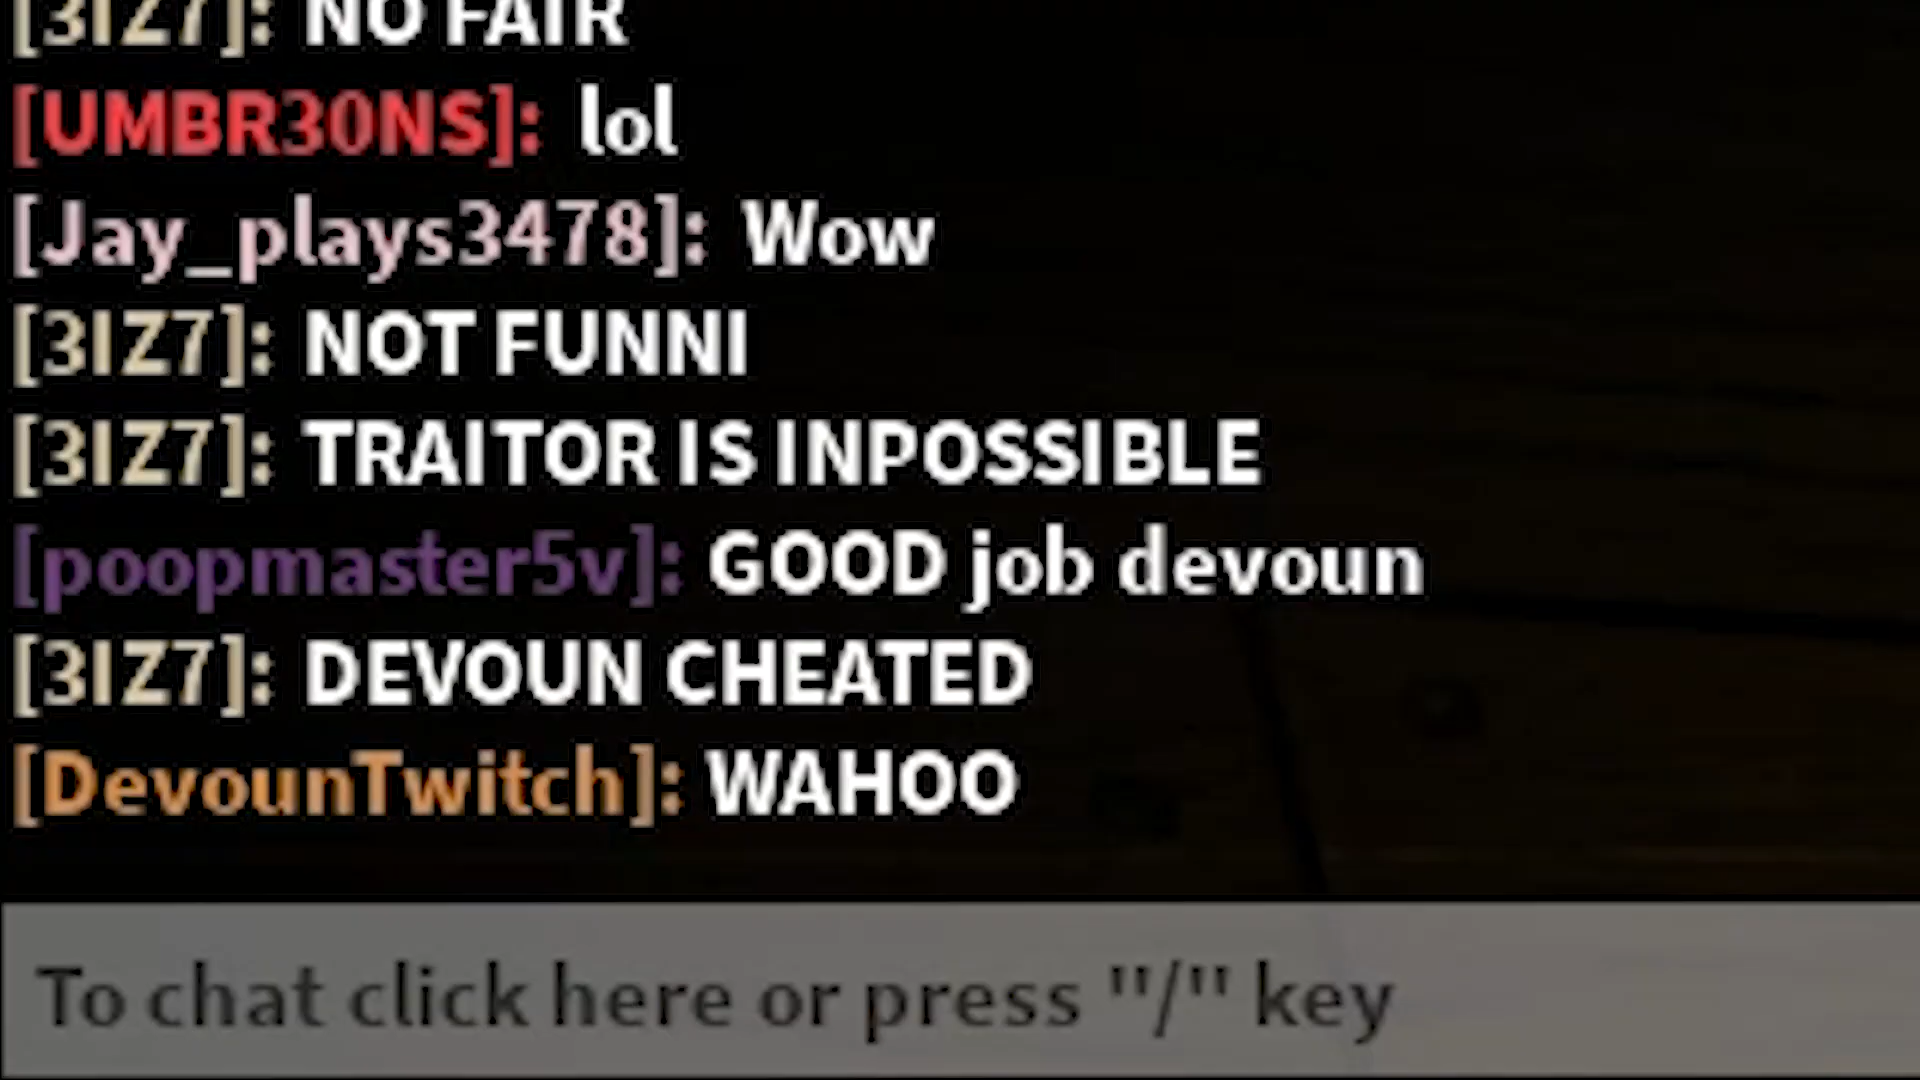 [3IZ7]: NO FAIR
[UMBR30NS]: lol
[Jay_plays3478]: Wow
[3IZ7]: NOT FUNNI
[3IZ7]: TRAITOR IS INPOSSIBLE
[poopmaster5v]: GOOD job devoun
[3IZ7]: DEVOUN CHEATED
[DevounTwitch]: WAHOO
To chat click here or press "/" key